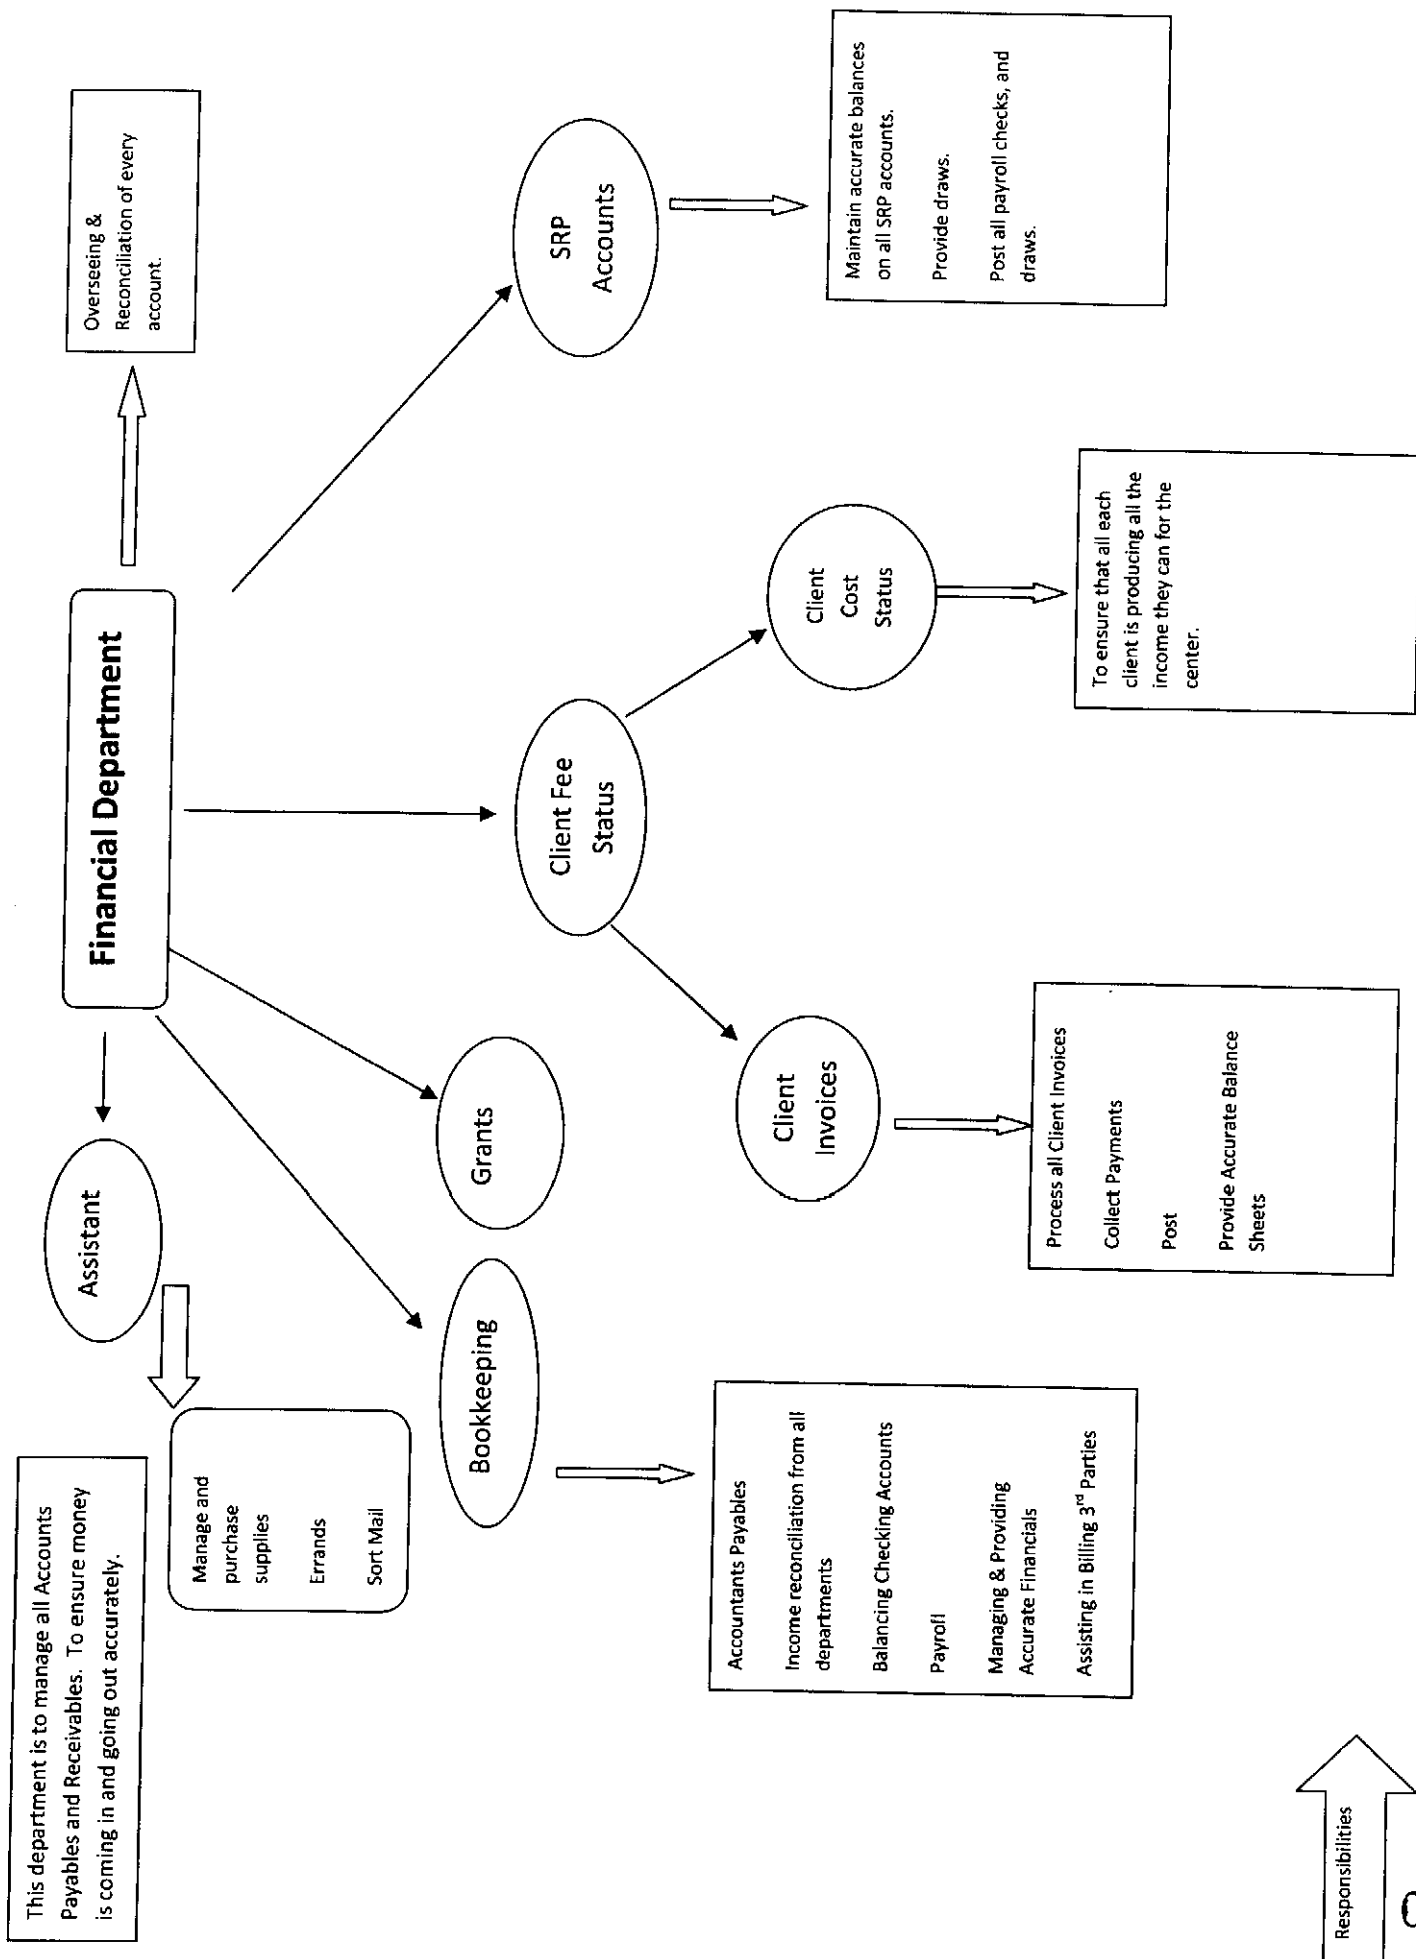 This department is to manage all Accounts
Payables and Receivables. To ensure money
is coming in and going out accurately.
Financial Department
Overseeing &
Reconciliation of every
account.
Assistant
Manage and
purchase
supplies
Errands
Sort Mail
Bookkeeping
Grants
Client Fee
Status
SRP
Accounts
Accountants Payables
Income reconciliation from all
departments
Balancing Checking Accounts
Payroll
Managing & Providing
Accurate Financials
Assisting in Billing 3rd Parties
Client
Invoices
Client
Cost
Status
Maintain accurate balances
on all SRP accounts.
Provide draws.
Post all payroll checks, and
draws.
Process all Client Invoices
Collect Payments
Post
Provide Accurate Balance
Sheets
To ensure that all each
client is producing all the
income they can for the
center.
Responsibilities